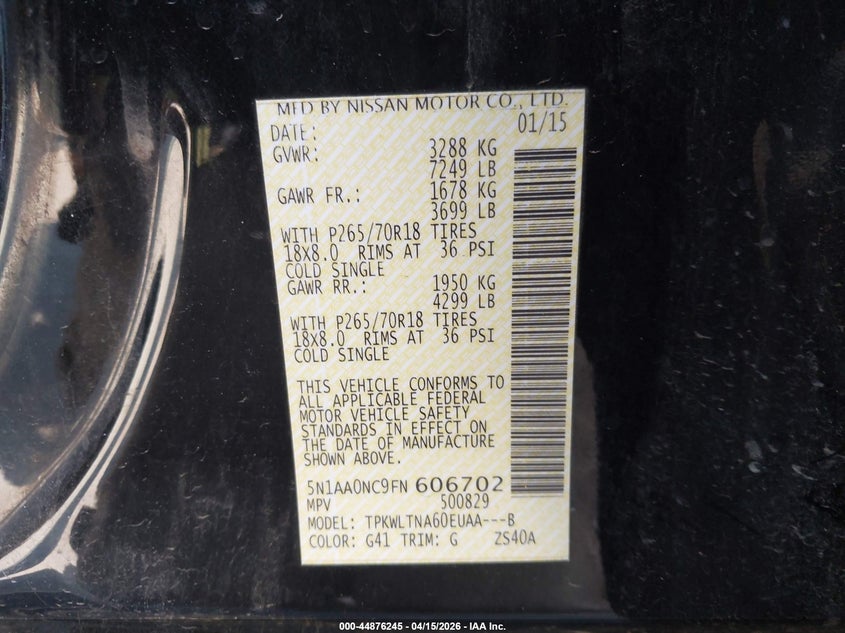 MFD BY NISSAN MOTOR CO., LTD.
DATE: 01/15
GVWR: 3288 KG
7249 LB
GAWR FR.: 1678 KG
3699 LB
WITH P265/70R18 TIRES
18X8.0 RIMS AT 36 PSI
COLD SINGLE
GAWR RR.: 1950 KG
4299 LB
WITH P265/70R18 TIRES
18X8.0 RIMS AT 36 PSI
COLD SINGLE
THIS VEHICLE CONFORMS TO
ALL APPLICABLE FEDERAL
MOTOR VEHICLE SAFETY
STANDARDS IN EFFECT ON
THE DATE OF MANUFACTURE
SHOWN ABOVE.
5N1AA0NC9FN 606702
MPV 500829
MODEL: TPKWLTNA60EUAA---B
COLOR: G41 TRIM: G ZS40A
000-44876245 - 04/15/2026 - IAA Inc.